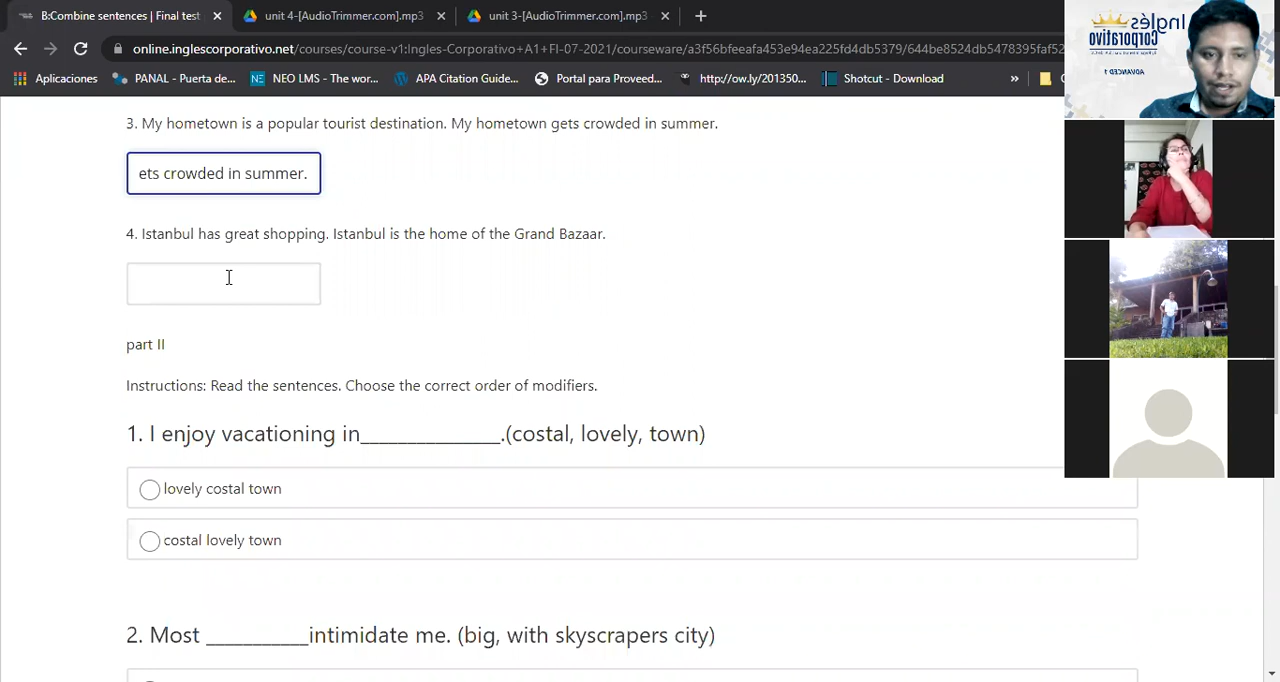 B:Combine sentences | Final test
unit 4-[AudioTrimmer.com].mp3
unit 3-[AudioTrimmer.com].mp3
online.inglescorporativo.net/courses/course-v1:Ingles-Corporativo+A1+FI-07-2021/courseware/a3f56bfeeafa453e94ea225fd4db5379/644be8524db5478395faf52
Aplicaciones
PANAL - Puerta de...
NEO LMS - The wor...
APA Citation Guide...
Portal para Proveed...
http://ow.ly/201350...
Shotcut - Download
»
Inglés
Corporativo
ADVANCED 1
3. My hometown is a popular tourist destination. My hometown gets crowded in summer.
ets crowded in summer.
4. Istanbul has great shopping. Istanbul is the home of the Grand Bazaar.
part II
Instructions: Read the sentences. Choose the correct order of modifiers.
1. I enjoy vacationing in______________.(costal, lovely, town)
lovely costal town
costal lovely town
2. Most __________intimidate me. (big, with skyscrapers city)